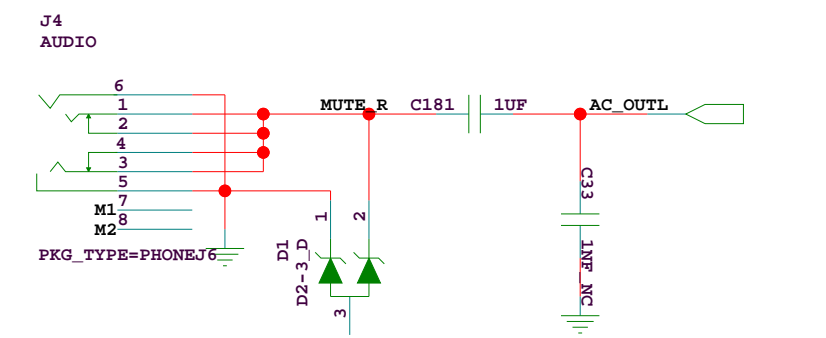 J4
AUDIO
6
1
MUTE_R
C181
1UF
AC_OUTL
2
4
3
5
C33
M1
7
M2
8
1
2
PKG_TYPE=PHONEJ6
D1
D2-3_D
1NF_NC
3